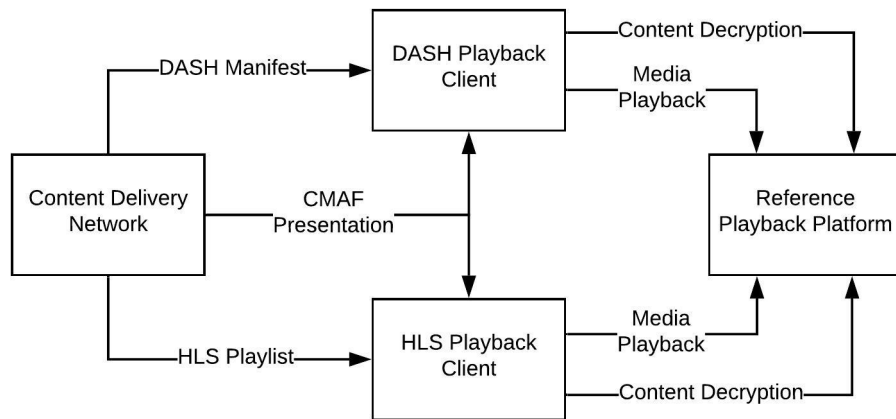 Content Decryption
DASH Manifest
DASH Playback
Client
Media
Playback
Content Delivery
Network
CMAF
Presentation
Reference
Playback Platform
HLS Playlist
HLS Playback
Client
Media
Playback
Content Decryption